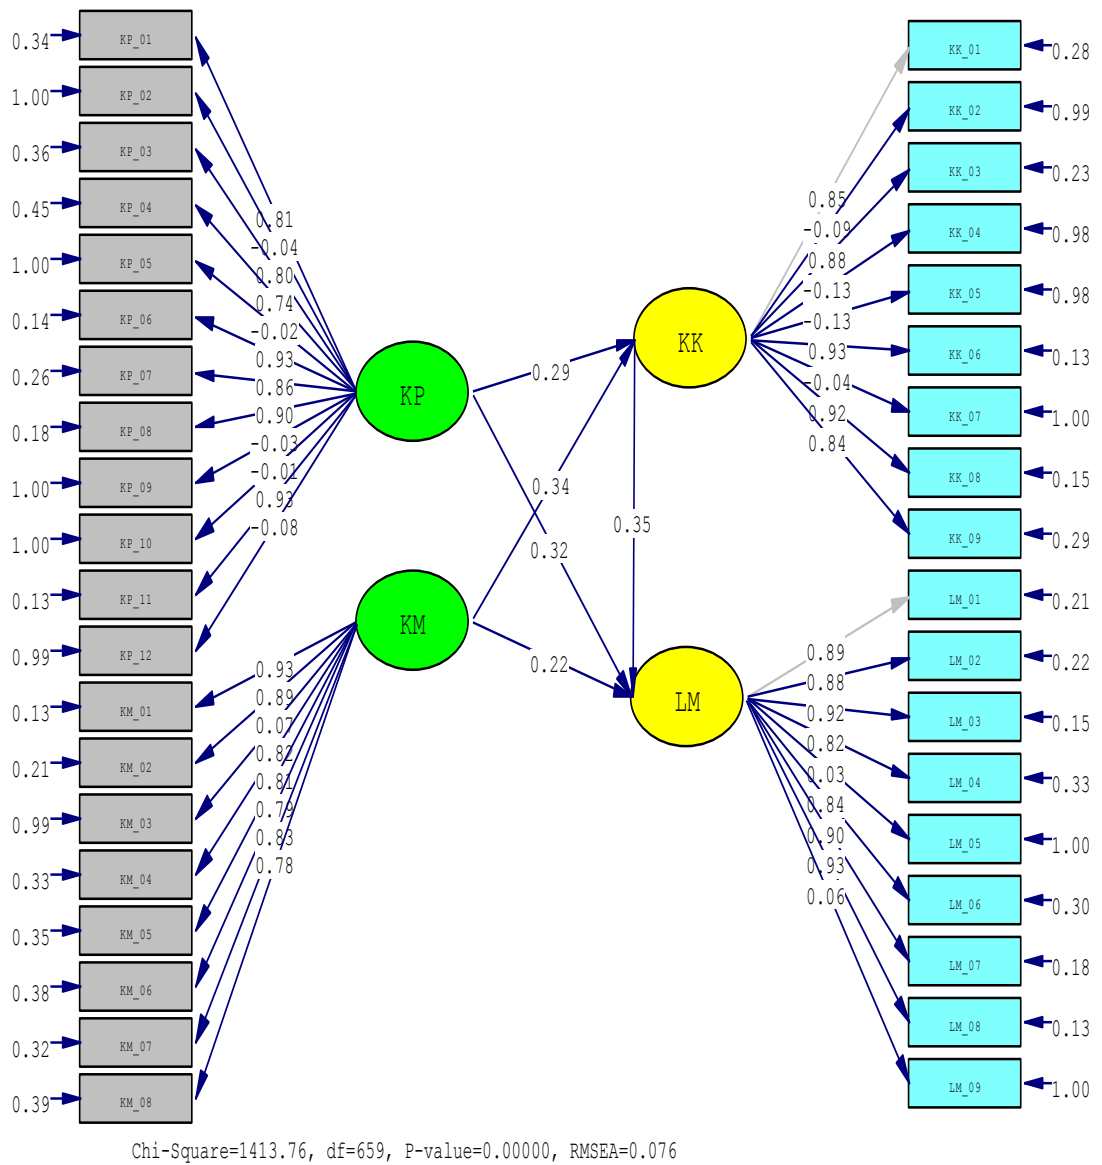 0.34 KP_01
1.00 KP_02
0.36 KP_03
0.45 KP_04
1.00 KP_05
0.14 KP_06
0.26 KP_07
0.18 KP_08
1.00 KP_09
1.00 KP_10
0.13 KP_11
0.99 KP_12
0.13 KM_01
0.21 KM_02
0.99 KM_03
0.33 KM_04
0.35 KM_05
0.38 KM_06
0.32 KM_07
0.39 KM_08
0.81
-0.04
0.80
0.74
-0.02
0.93
0.86
0.90
-0.03
-0.01
0.93
-0.08
0.93
0.89
0.07
0.82
0.81
0.79
0.83
0.78
KP
KM
0.29
0.34
0.32
0.22
0.35
KK
LM
0.85
-0.09
0.88
-0.13
-0.13
0.93
-0.04
0.92
0.84
0.89
0.88
0.92
0.82
0.03
0.84
0.90
0.93
0.06
KK_01 0.28
KK_02 0.99
KK_03 0.23
KK_04 0.98
KK_05 0.98
KK_06 0.13
KK_07 1.00
KK_08 0.15
KK_09 0.29
LM_01 0.21
LM_02 0.22
LM_03 0.15
LM_04 0.33
LM_05 1.00
LM_06 0.30
LM_07 0.18
LM_08 0.13
LM_09 1.00
Chi-Square=1413.76, df=659, P-value=0.00000, RMSEA=0.076